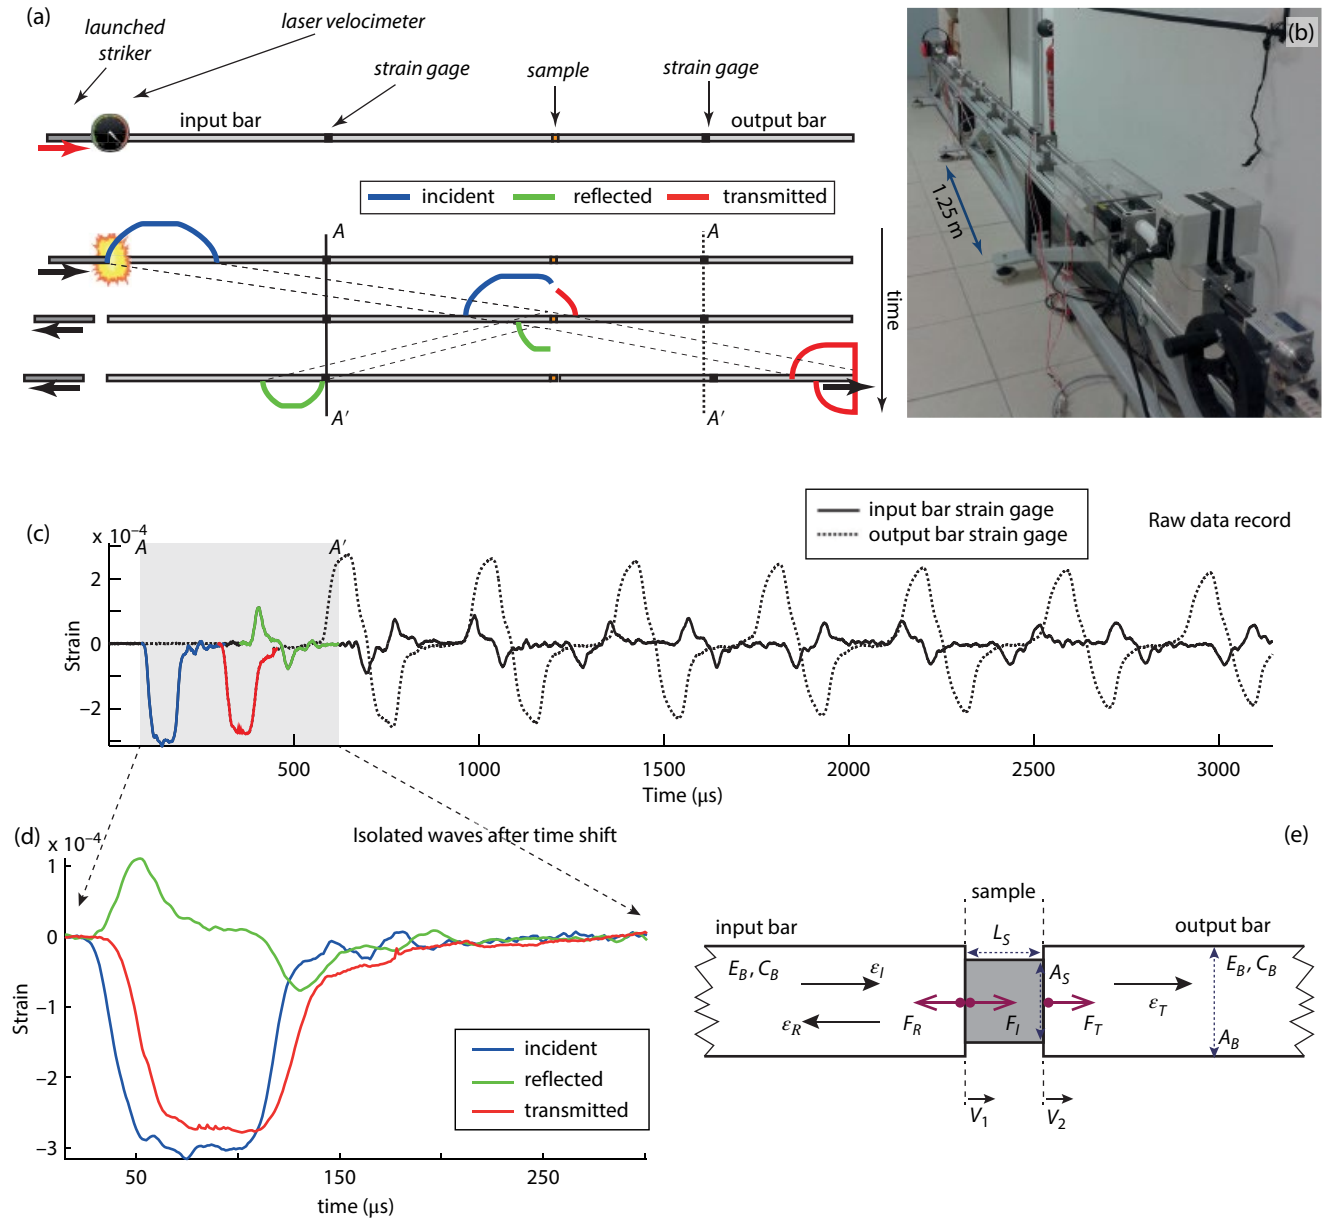 (a)
launched
striker
laser velocimeter
strain gage
sample
strain gage
input bar
output bar
incident
reflected
transmitted
A
A
time
A′
A′
(b)
1.25 m
(c)
x 10⁻⁴
input bar strain gage
output bar strain gage
Raw data record
A
A′
2
0
−2
Strain
500
1000
1500
2000
2500
3000
Time (μs)
(d)
x 10⁻⁴
Isolated waves after time shift
1
0
−1
−2
−3
Strain
incident
reflected
transmitted
50
150
250
time (μs)
(e)
sample
input bar
output bar
L_S
E_B, C_B
ε_I
A_S
E_B, C_B
ε_R
F_R
F_I
F_T
ε_T
A_B
V_1
V_2